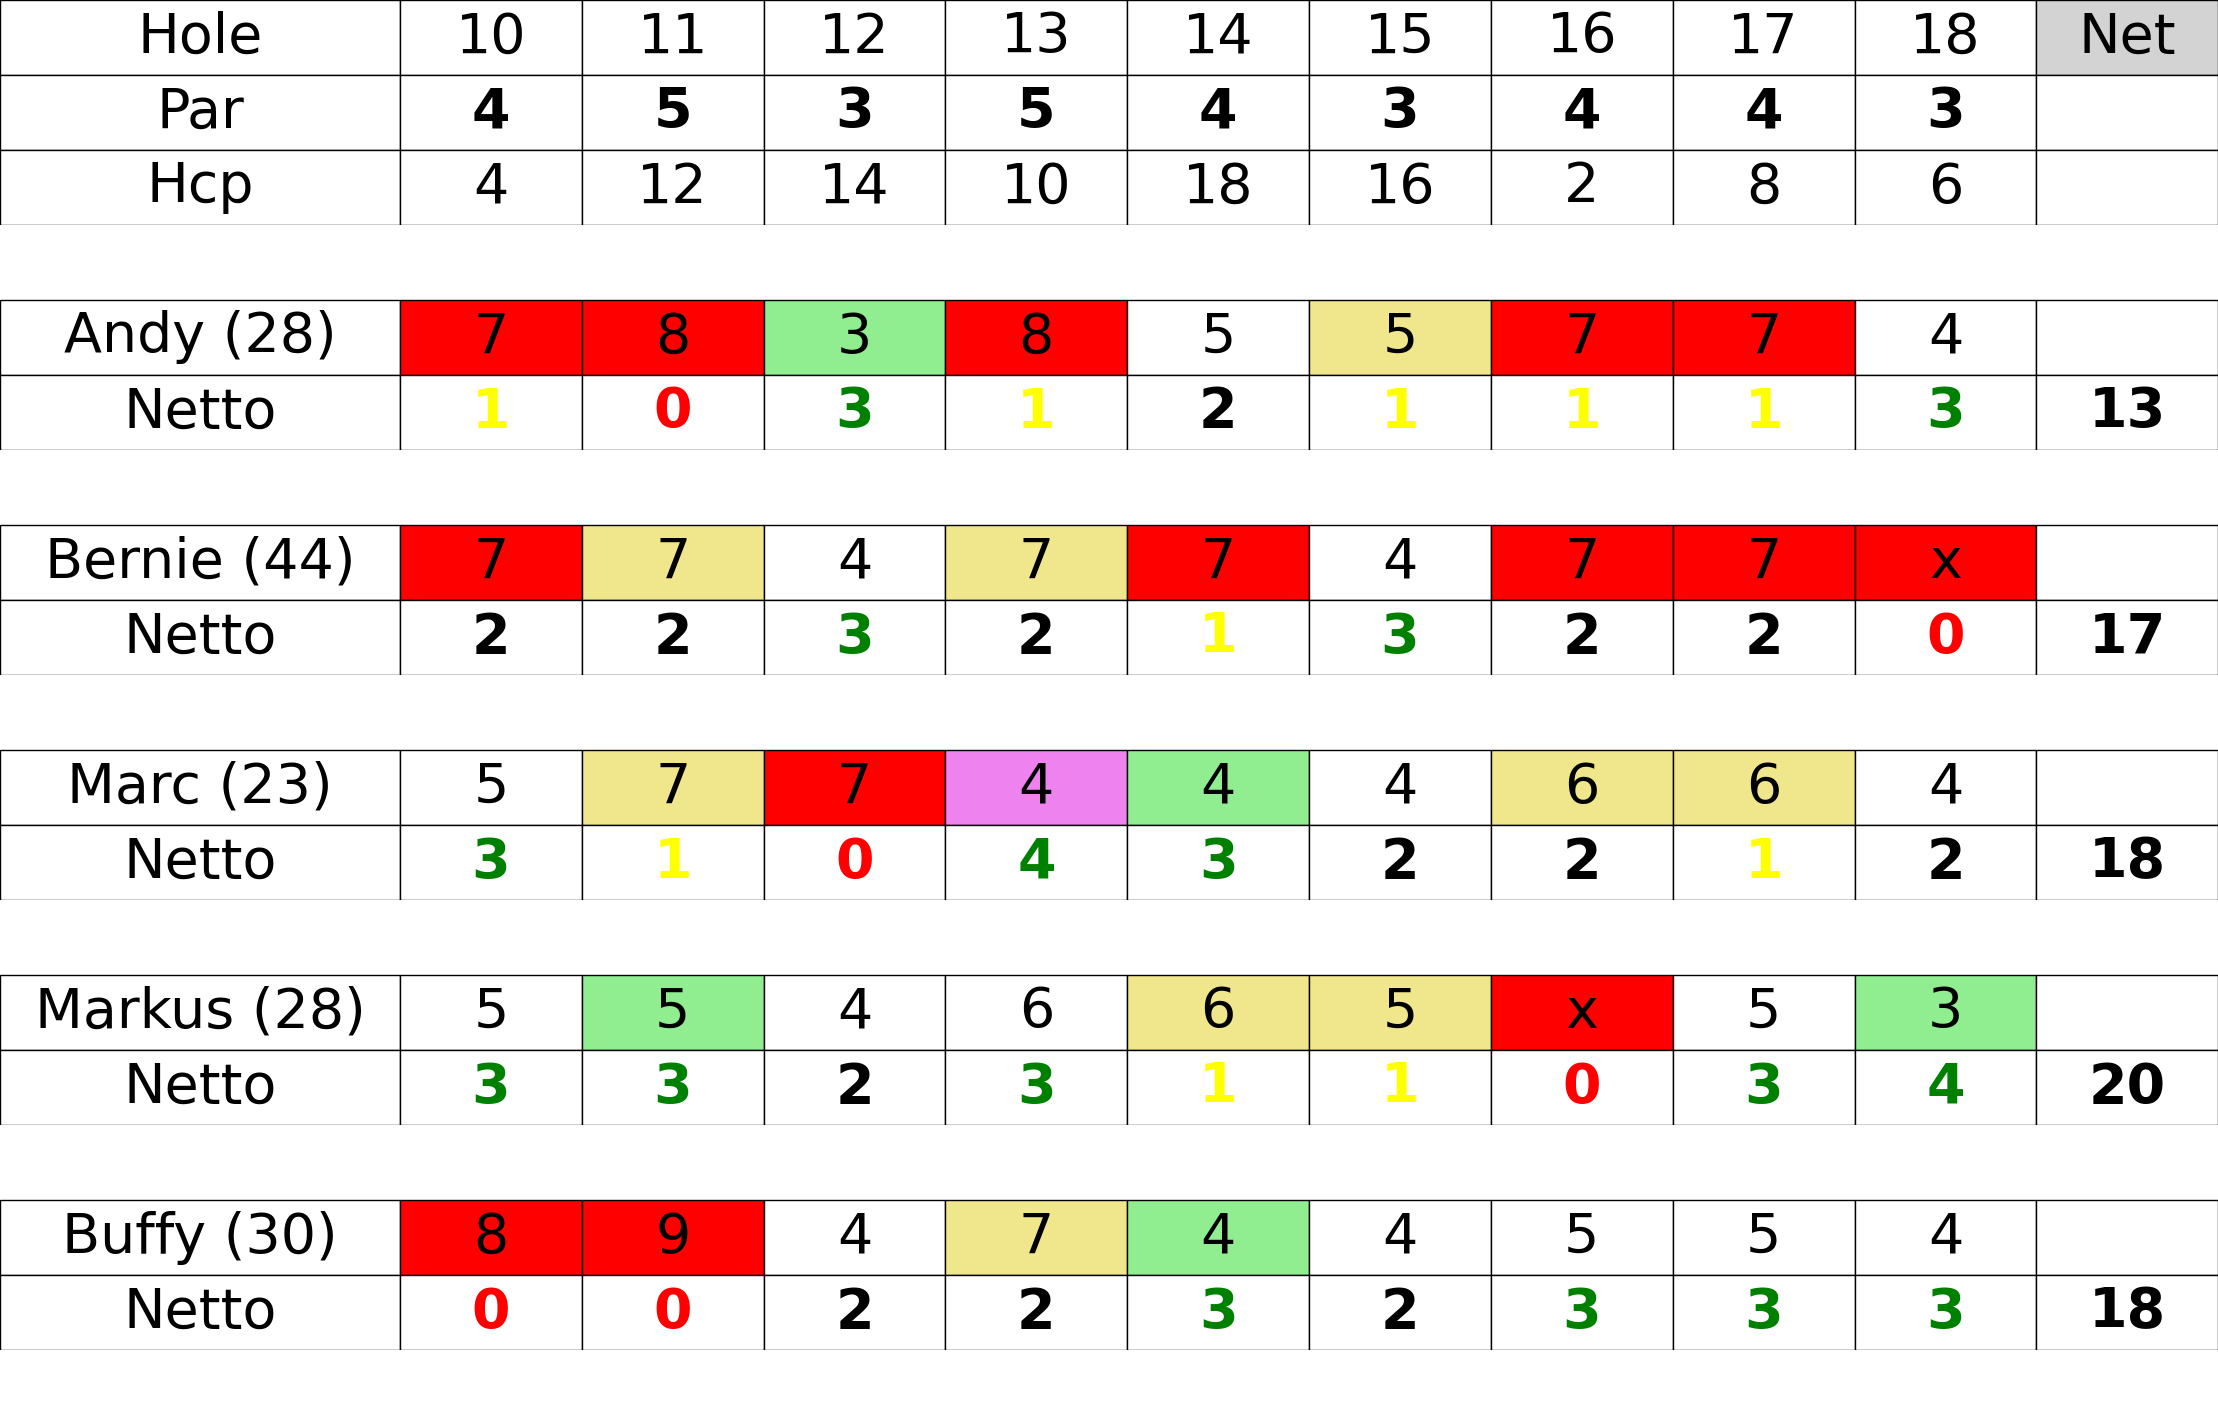 Hole 10 11 12 13 14 15 16 17 18 Net
Par 4 5 3 5 4 3 4 4 3
Hcp 4 12 14 10 18 16 2 8 6
Andy (28) 7 8 3 8 5 5 7 7 4
Netto 1 0 3 1 2 1 1 1 3 13
Bernie (44) 7 7 4 7 7 4 7 7 x
Netto 2 2 3 2 1 3 2 2 0 17
Marc (23) 5 7 7 4 4 4 6 6 4
Netto 3 1 0 4 3 2 2 1 2 18
Markus (28) 5 5 4 6 6 5 x 5 3
Netto 3 3 2 3 1 1 0 3 4 20
Buffy (30) 8 9 4 7 4 4 5 5 4
Netto 0 0 2 2 3 2 3 3 3 18